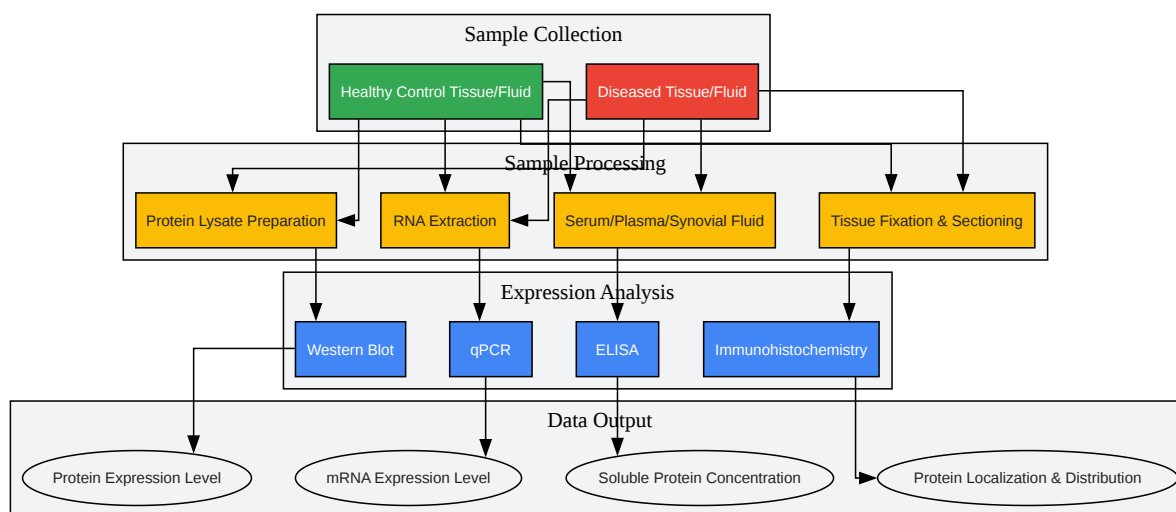 Sample Collection
Healthy Control Tissue/Fluid
Diseased Tissue/Fluid
Sample Processing
Protein Lysate Preparation
RNA Extraction
Serum/Plasma/Synovial Fluid
Tissue Fixation & Sectioning
Expression Analysis
Western Blot
qPCR
ELISA
Immunohistochemistry
Data Output
Protein Expression Level
mRNA Expression Level
Soluble Protein Concentration
Protein Localization & Distribution